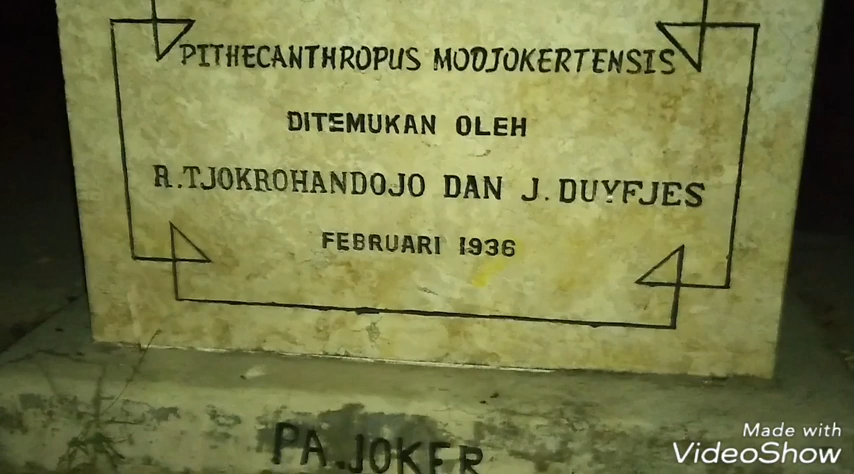 PITHECANTHROPUS MODJOKERTENSIS
DITEMUKAN OLEH
R.TJOKROHANDOJO DAN J.DUYFJES
FEBRUARI 1936
PA.JOKER
Made with
VideoShow